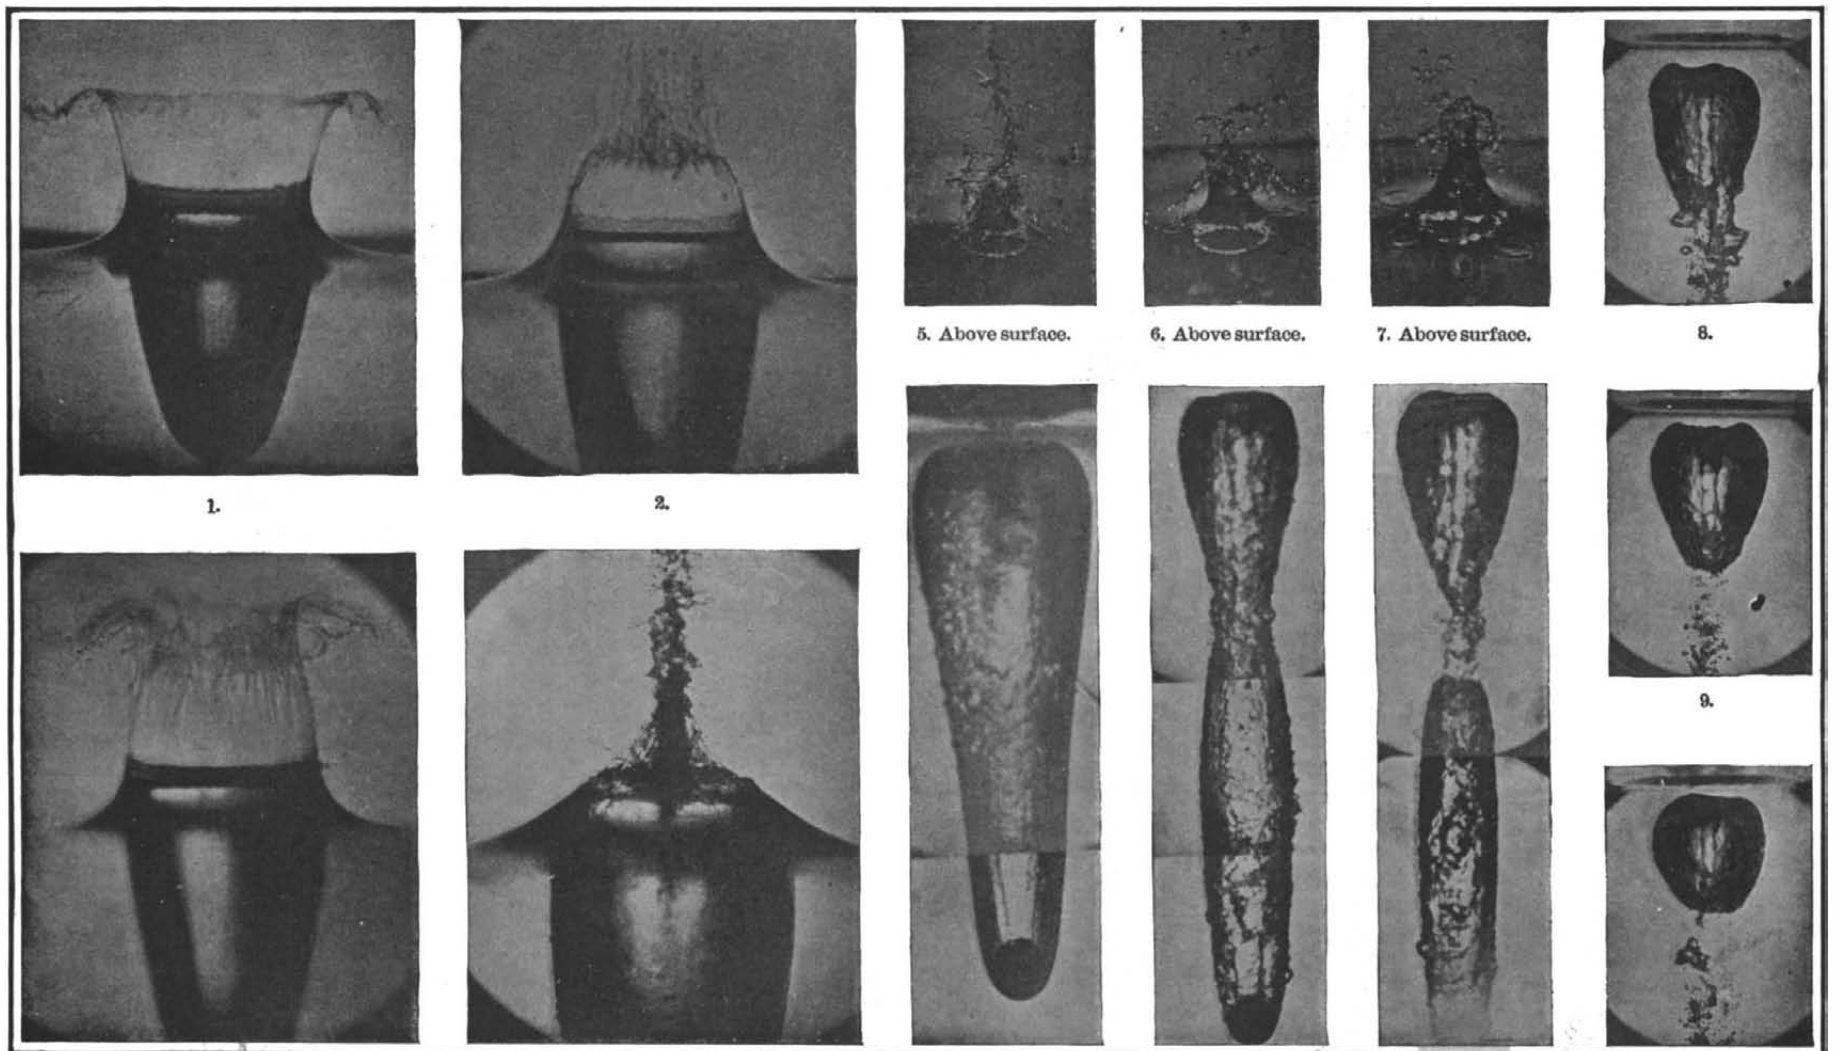 5. Above surface.
6. Above surface.
7. Above surface.
8.
1.
2.
9.